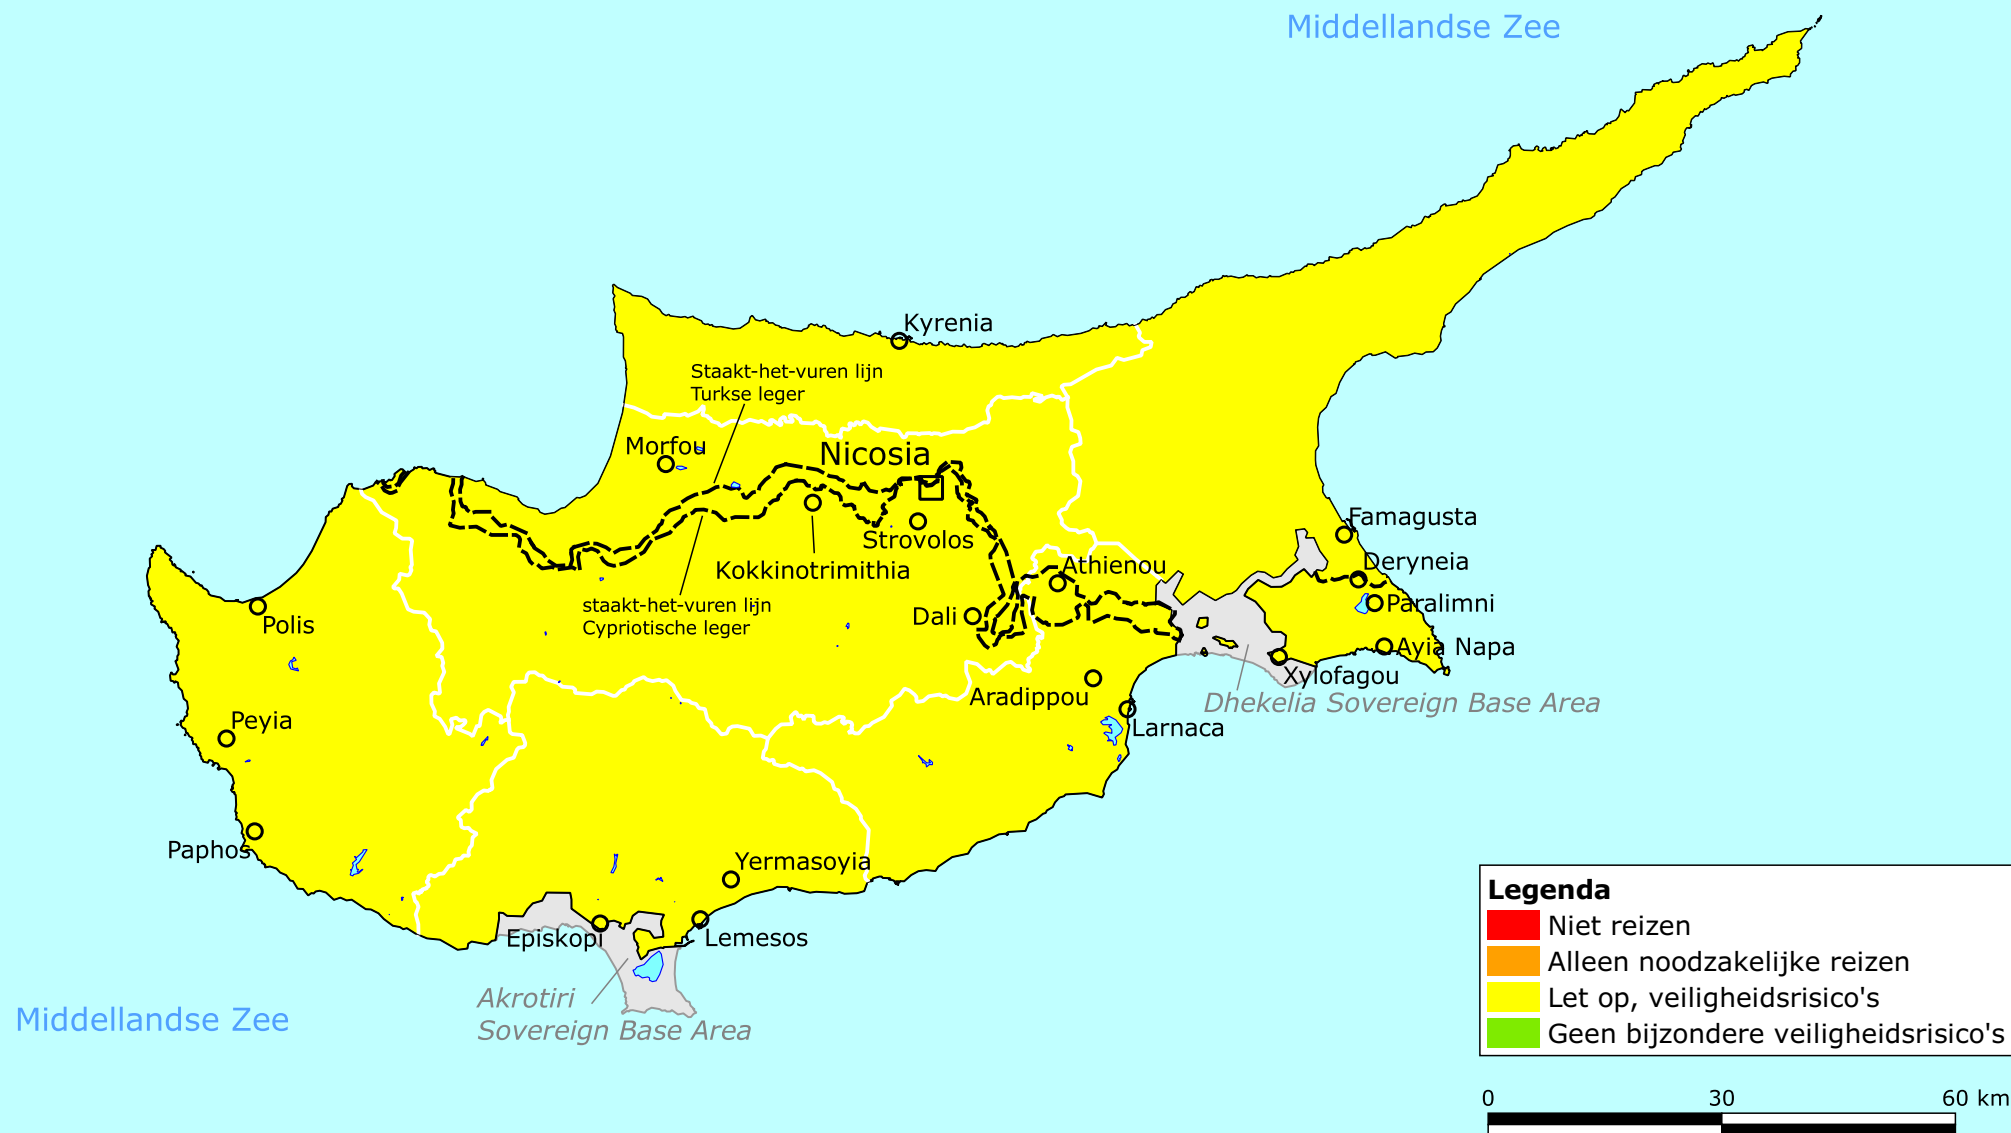 Middellandse Zee
Kyrenia
Staakt-het-vuren lijn
Turkse leger
Morfou
Nicosia
Famagusta
Strovolos
Deryneia
Athienou
Kokkinotrimithia
staakt-het-vuren lijn
Cypriotische leger
Dali
Paralimni
Polis
Ayia Napa
Xylofagou
Aradippou
Dhekelia Sovereign Base Area
Peyia
Larnaca
Paphos
Yermasoyia
Episkopi
Lemesos
Akrotiri
Sovereign Base Area
Middellandse Zee
Legenda
Niet reizen
Alleen noodzakelijke reizen
Let op, veiligheidsrisico's
Geen bijzondere veiligheidsrisico's
0 30 60 km